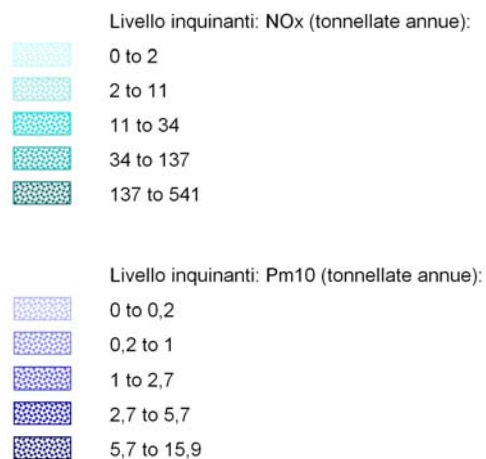 Livello inquinanti: NOx (tonnellate annue):
0 to 2
2 to 11
11 to 34
34 to 137
137 to 541
Livello inquinanti: Pm10 (tonnellate annue):
0 to 0,2
0,2 to 1
1 to 2,7
2,7 to 5,7
5,7 to 15,9